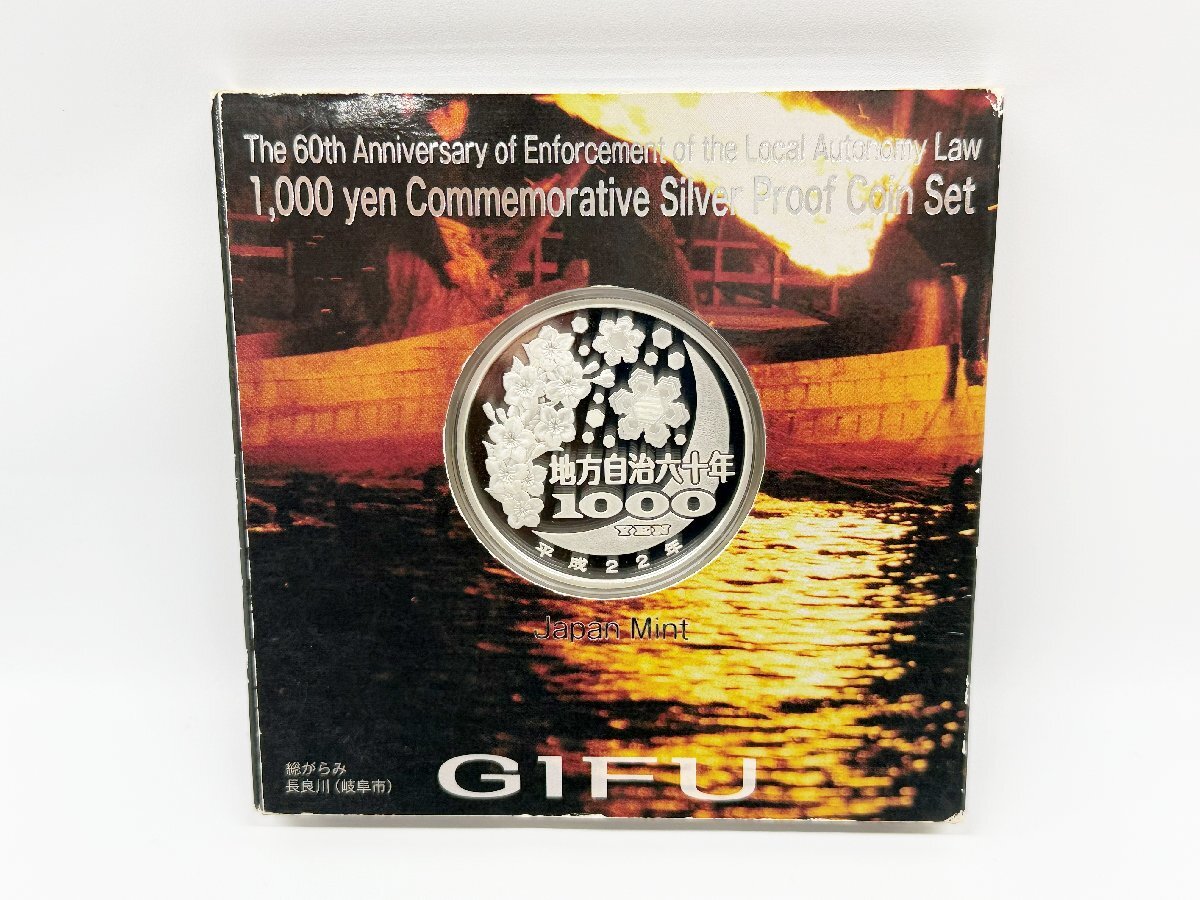 The 60th Anniversary of Enforcement of the Local Autonomy Law
1,000 yen Commemorative Silver Proof Coin Set
地方自治六十年
1000
YEN
平成22年
Japan Mint
総がらみ
長良川(岐阜市)
GIFU